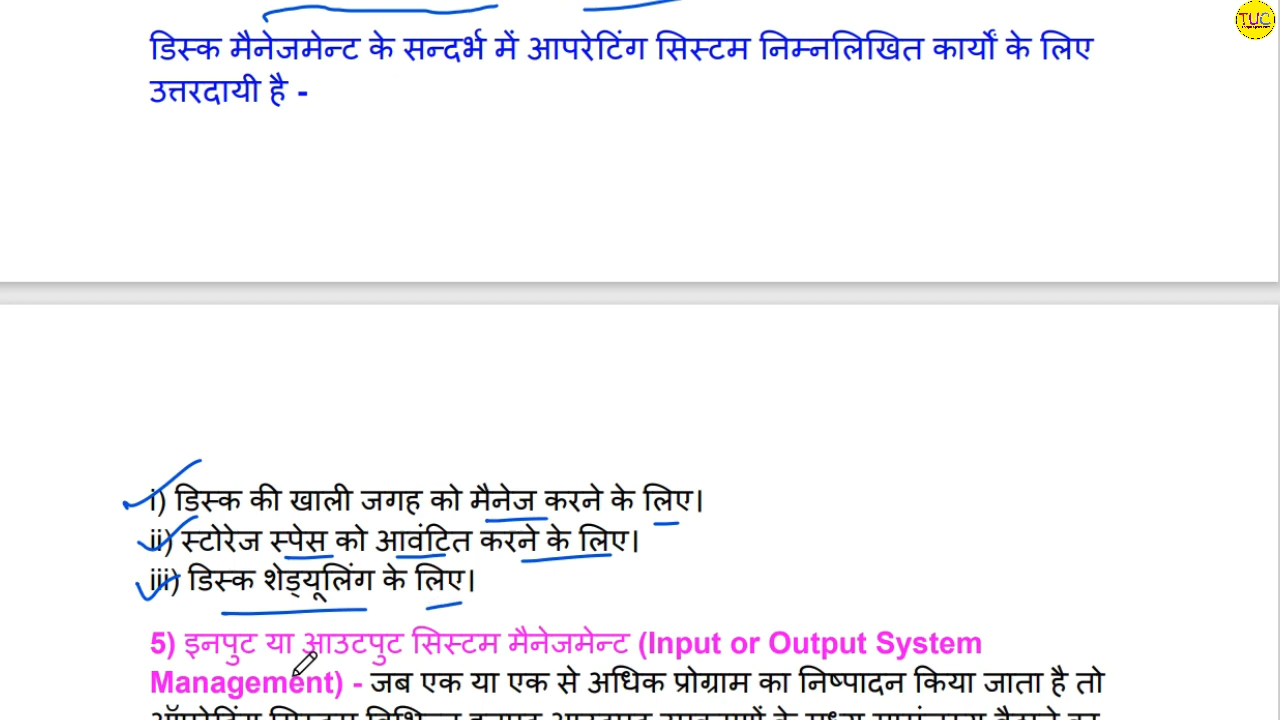 TUC
डिस्क मैनेजमेन्ट के सन्दर्भ में आपरेटिंग सिस्टम निम्नलिखित कार्यों के लिए
उत्तरदायी है -
i) डिस्क की खाली जगह को मैनेज करने के लिए।
ii) स्टोरेज स्पेस को आवंटित करने के लिए।
iii) डिस्क शेड्यूलिंग के लिए।
5) इनपुट या आउटपुट सिस्टम मैनेजमेन्ट (Input or Output System
Management) - जब एक या एक से अधिक प्रोग्राम का निष्पादन किया जाता है तो